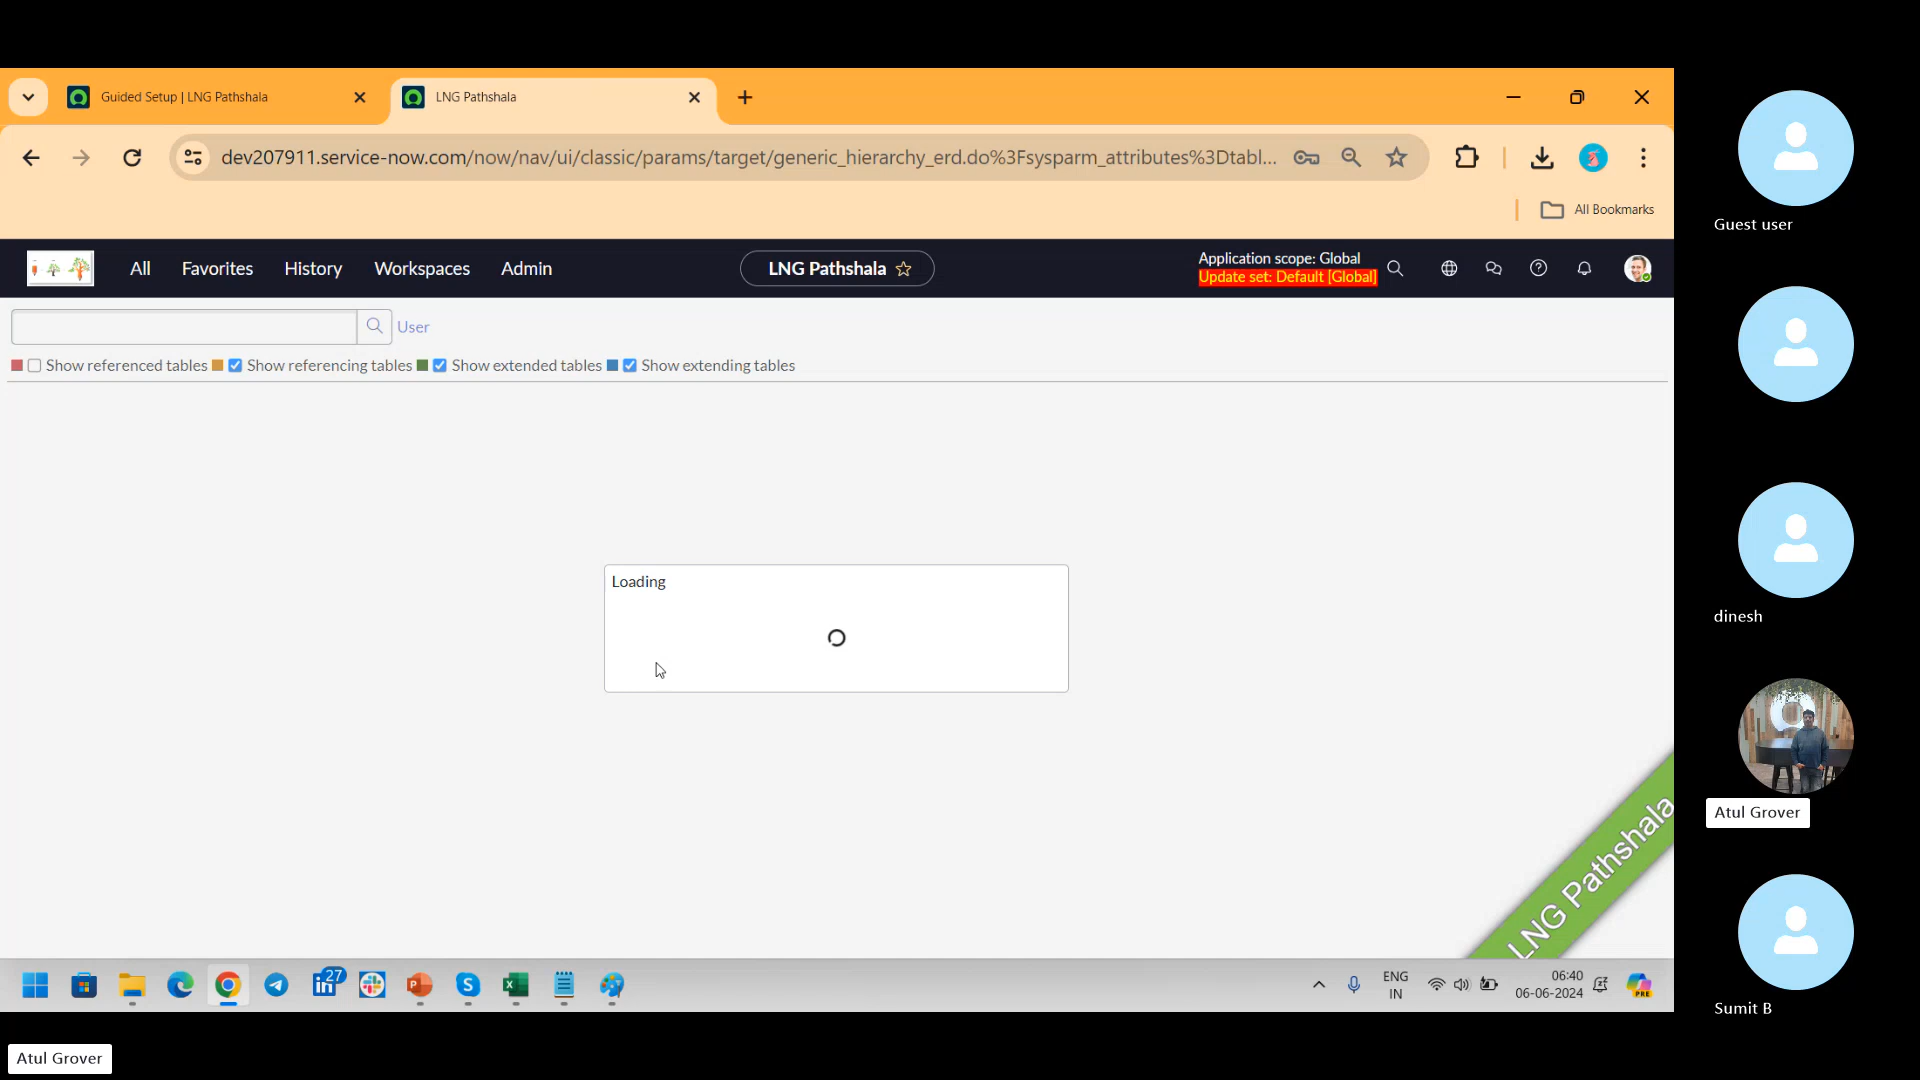 Guided Setup | LNG Pathshala
LNG Pathshala
dev207911.service-now.com/now/nav/ui/classic/params/target/generic_hierarchy_erd.do%3Fsysparm_attributes%3Dtabl...
All Bookmarks
All
Favorites
History
Workspaces
Admin
LNG Pathshala
Application scope: Global
Update set: Default [Global]
User
Show referenced tables
Show referencing tables
Show extended tables
Show extending tables
Loading
LNG Pathshala
27
ENG
IN
06:40
06-06-2024
PRE
Guest user
dinesh
Atul Grover
Sumit B
Atul Grover